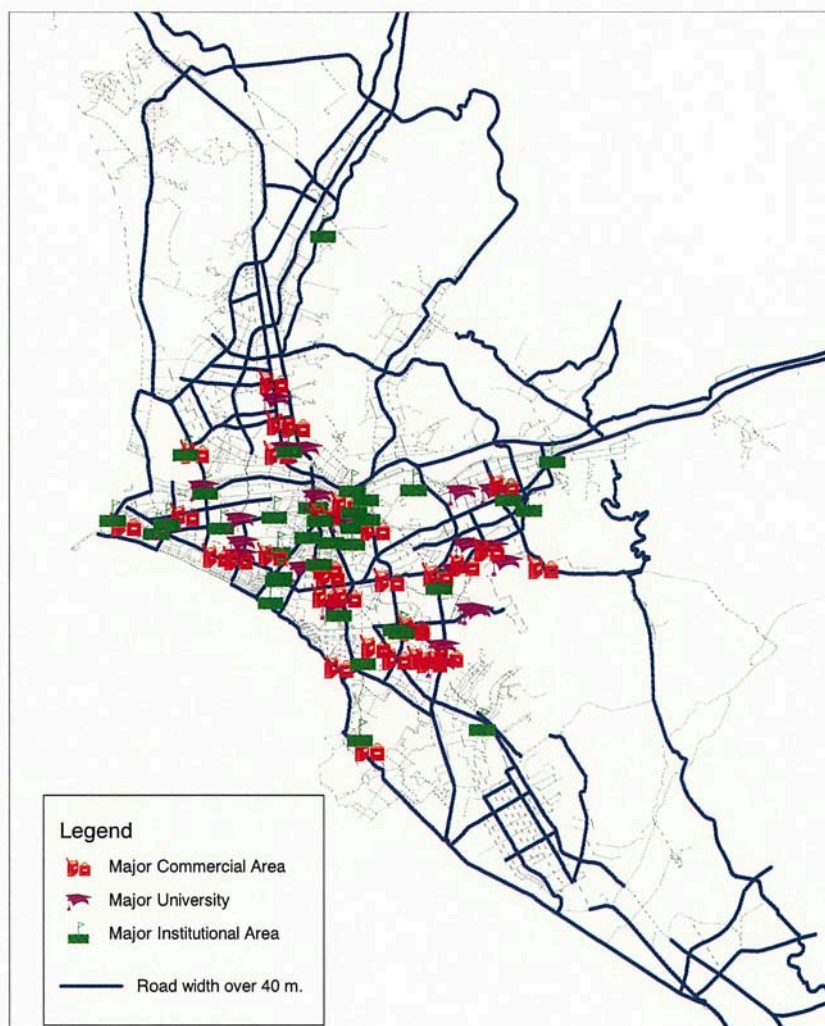 Legend
Major Commercial Area
Major University
Major Institutional Area
Road width over 40 m.